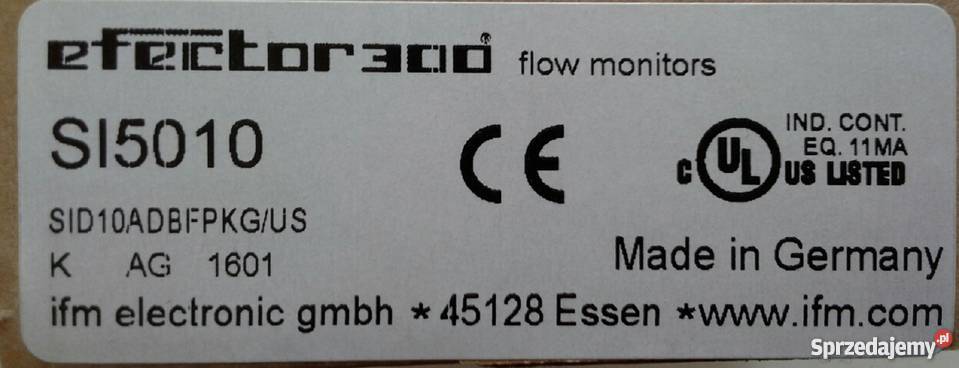 efector300® flow monitors
SI5010
CE
c UL US LISTED
IND. CONT.
EQ. 11MA
SID10ADBFPKG/US
K AG 1601
Made in Germany
ifm electronic gmbh * 45128 Essen *www.ifm.com
Sprzedajemy.pl